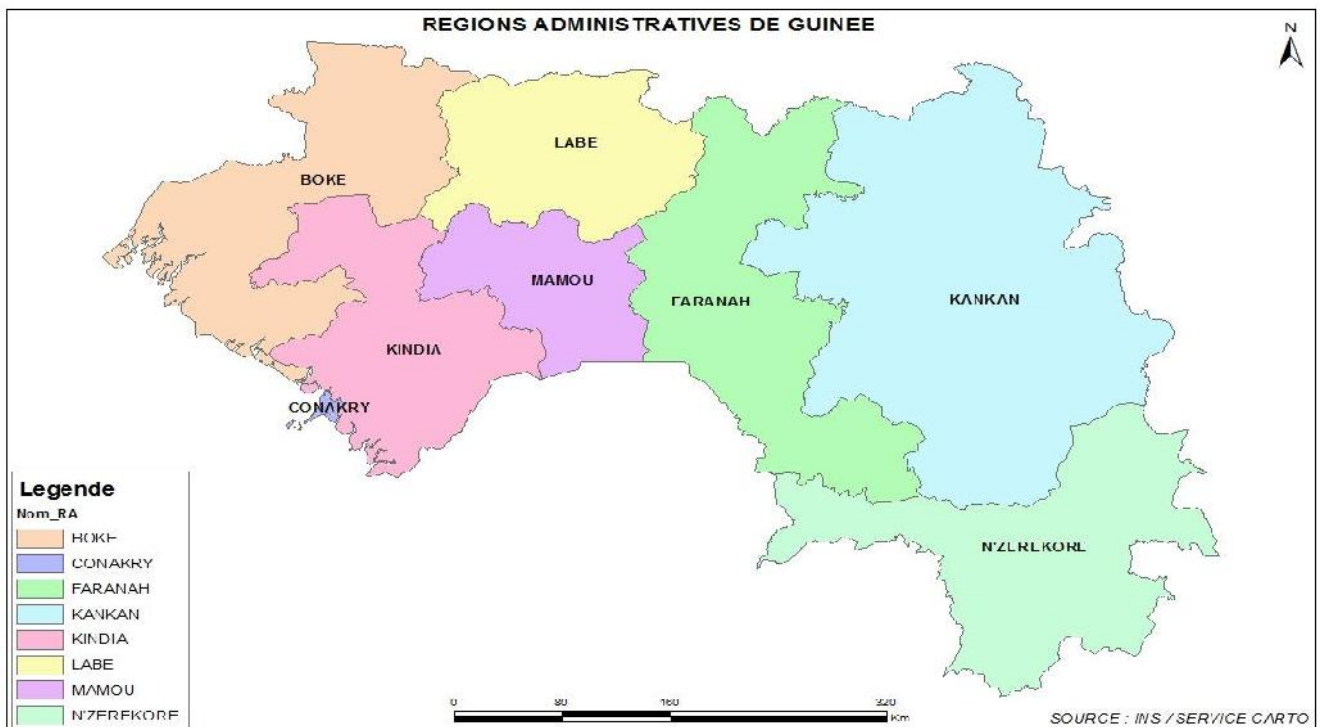 REGIONS ADMINISTRATIVES DE GUINEE
N
LABE
BOKE
MAMOU
FARANAH
KANKAN
KINDIA
CONAKRY
N'ZEREKORE
Legende
Nom_RA
BOKE
CONAKRY
FARANAH
KANKAN
KINDIA
LABE
MAMOU
N'ZEREKORE
0 80 160 320
Km
SOURCE : INS / SERVICE CARTO